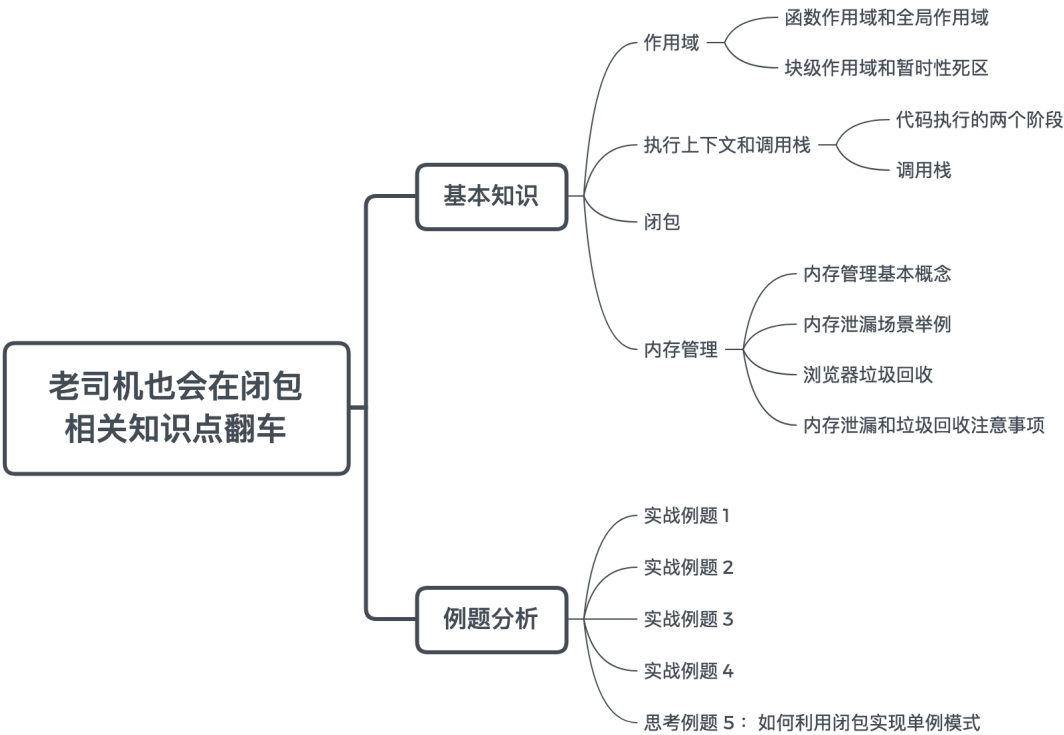 老司机也会在闭包
相关知识点翻车
基本知识
作用域
函数作用域和全局作用域
块级作用域和暂时性死区
执行上下文和调用栈
代码执行的两个阶段
调用栈
闭包
内存管理
内存管理基本概念
内存泄漏场景举例
浏览器垃圾回收
内存泄漏和垃圾回收注意事项
例题分析
实战例题 1
实战例题 2
实战例题 3
实战例题 4
思考例题 5： 如何利用闭包实现单例模式